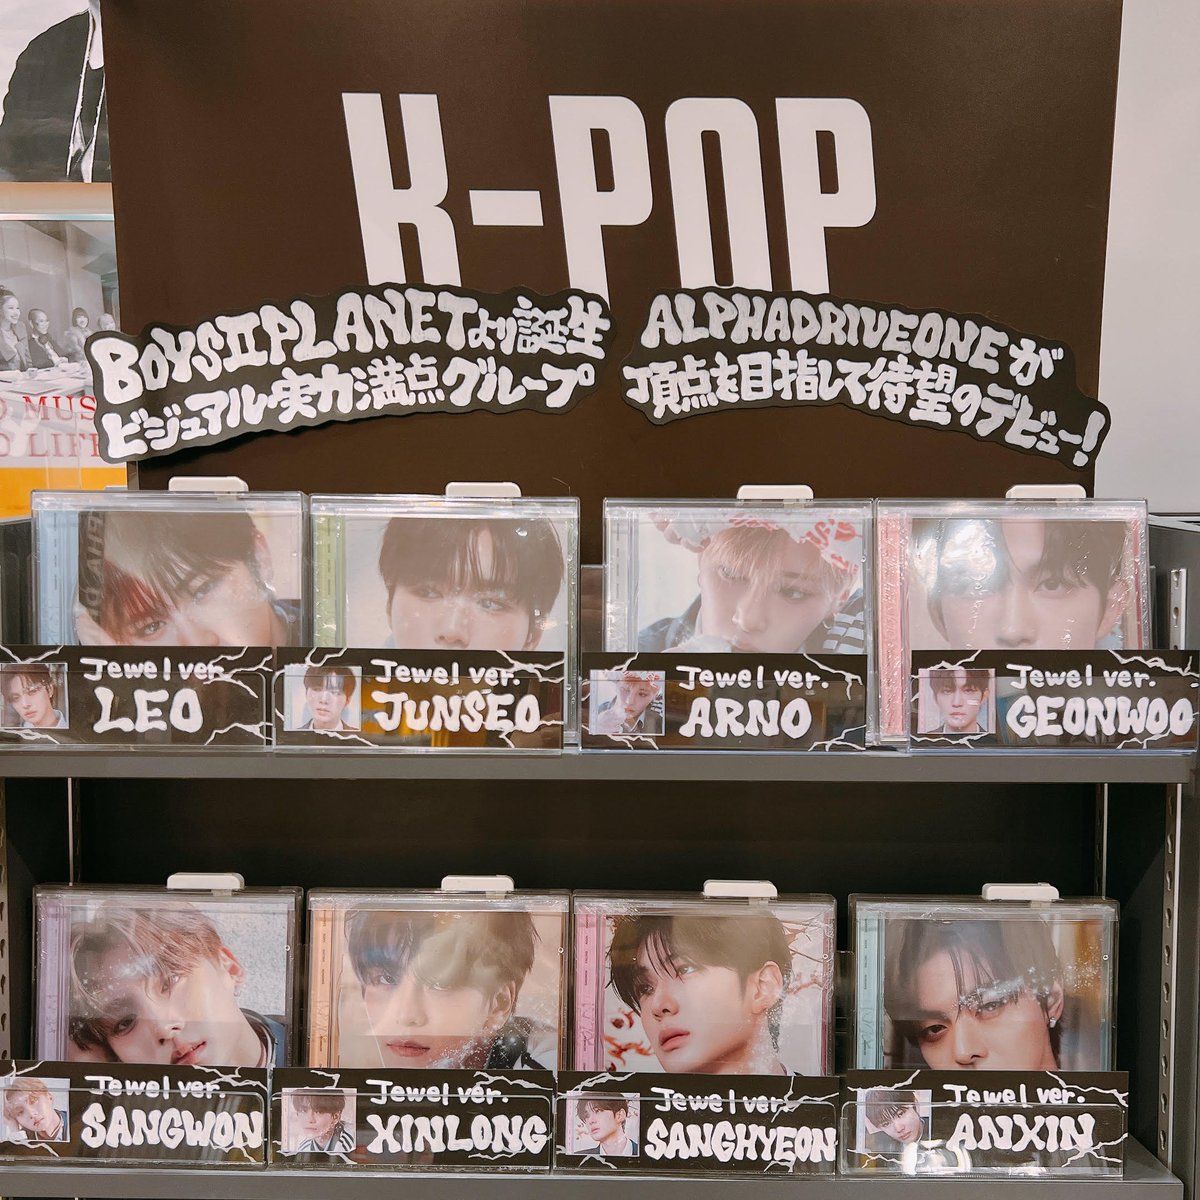 K-POP
BOYSⅡPLANETより誕生
ビジュアル・実力満点グループ
ALPHADRIVEONEが
頂点を目指して待望のデビュー!
MUS
LIF
Jewel ver.
LEO
Jewel ver.
JUNSEO
Jewel ver.
ARNO
Jewel ver.
GEONWOO
Jewel ver.
SANGWON
Jewel ver.
XINLONG
Jewel ver.
SANGHYEON
Jewel ver.
ANXIN